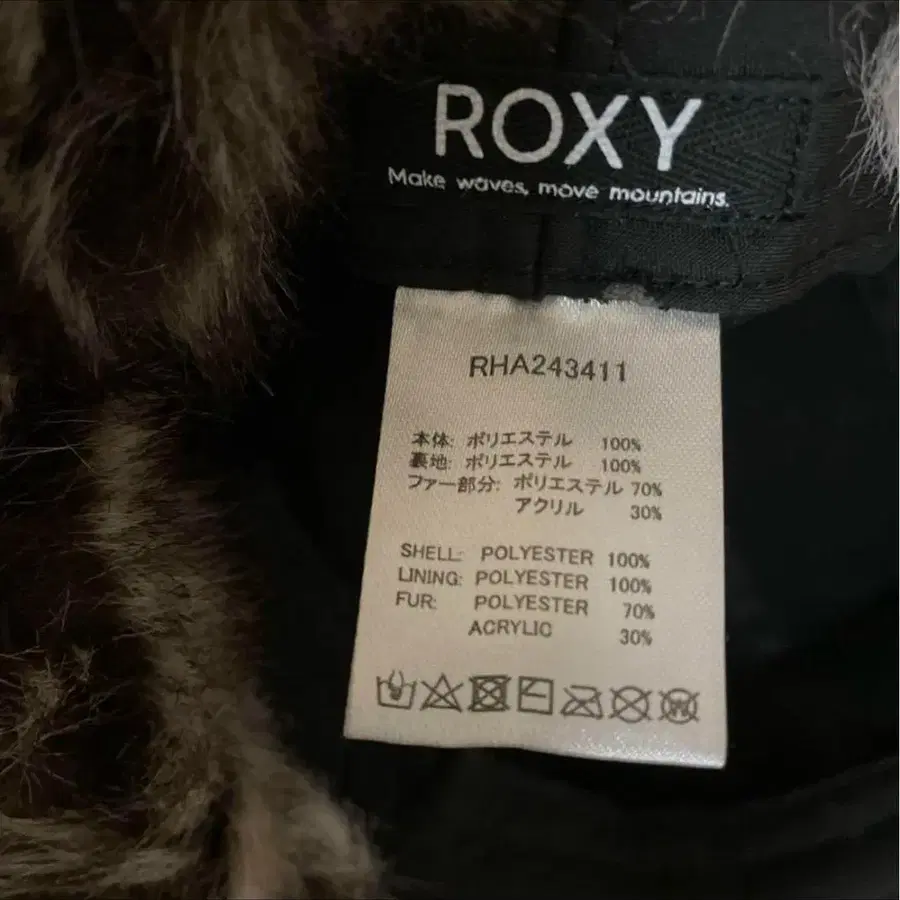 ROXY
Make waves, move mountains.
RHA243411
本体: ポリエステル 100%
裏地: ポリエステル 100%
ファー部分: ポリエステル 70%
アクリル 30%
SHELL: POLYESTER 100%
LINING: POLYESTER 100%
FUR: POLYESTER 70%
ACRYLIC 30%